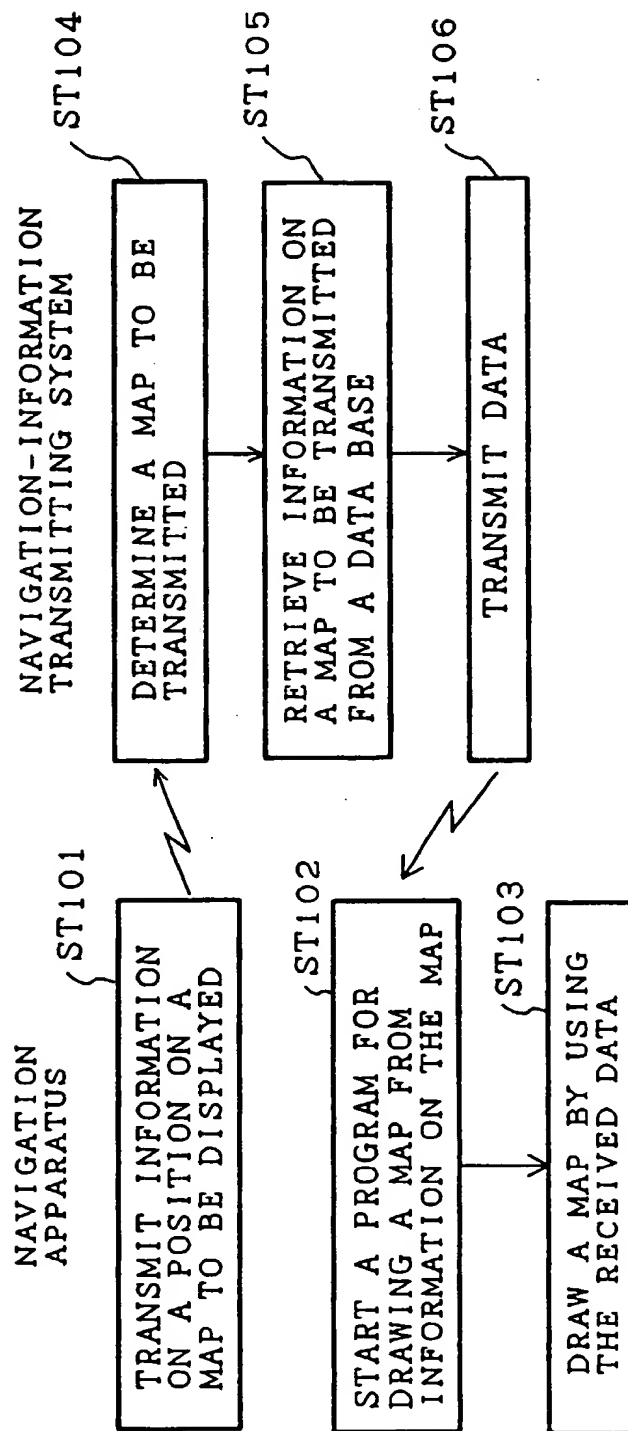 NAVIGATION
APPARATUS
ST101
TRANSMIT INFORMATION
ON A POSITION ON A
MAP TO BE DISPLAYED
ST102
START A PROGRAM FOR
DRAWING A MAP FROM
INFORMATION ON THE MAP
ST103
DRAW A MAP BY USING
THE RECEIVED DATA
NAVIGATION-INFORMATION
TRANSMITTING SYSTEM
ST104
DETERMINE A MAP TO BE
TRANSMITTED
ST105
RETRIEVE INFORMATION ON
A MAP TO BE TRANSMITTED
FROM A DATA BASE
ST106
TRANSMIT DATA